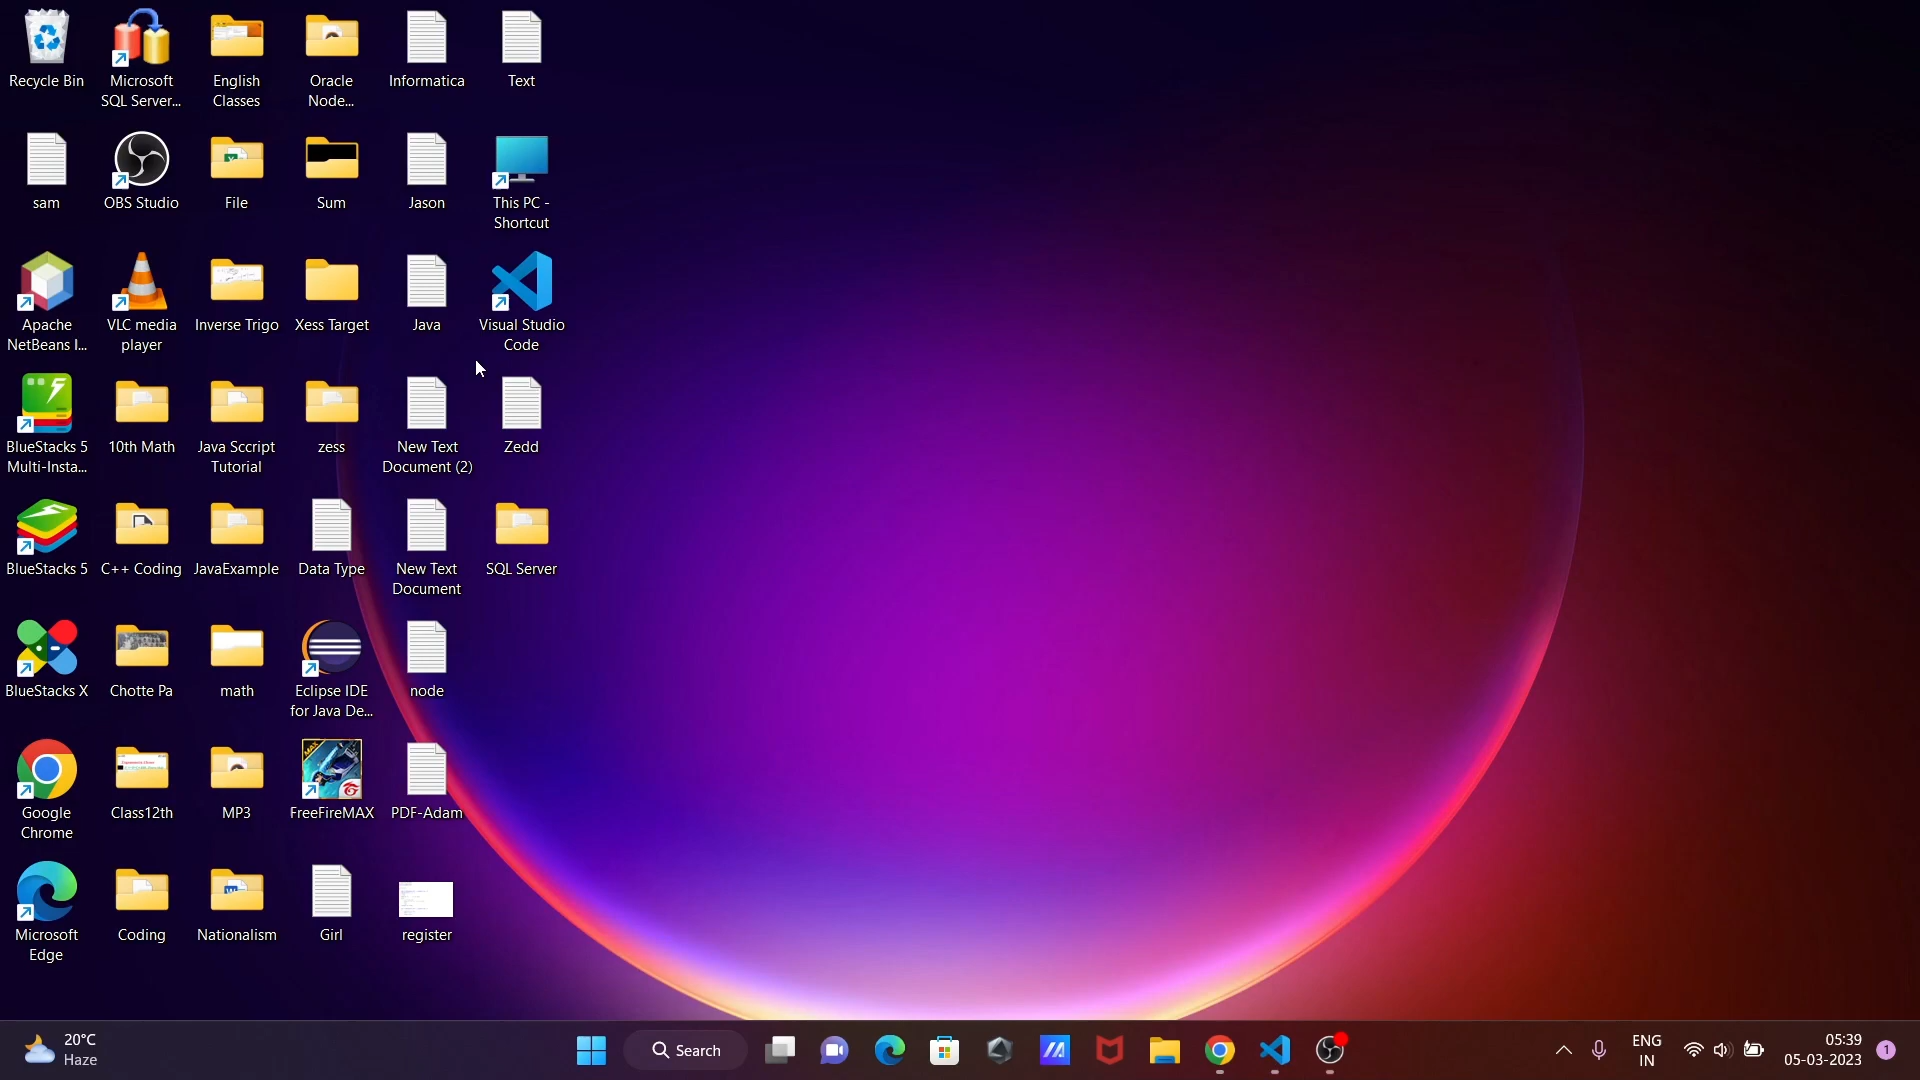 Recycle Bin
Microsoft
SQL Server...
English
Classes
Oracle
Node...
Informatica
Text
sam
OBS Studio
File
Sum
Jason
This PC -
Shortcut
Apache
NetBeans I...
VLC media
player
Inverse Trigo
Xess Target
Java
Visual Studio
Code
BlueStacks 5
Multi-Insta...
10th Math
Java Sccript
Tutorial
zess
New Text
Document (2)
Zedd
BlueStacks 5
C++ Coding
JavaExample
Data Type
New Text
Document
SQL Server
BlueStacks X
Chotte Pa
math
Eclipse IDE
for Java De...
node
Google
Chrome
Class12th
MP3
MAX
FreeFireMAX
PDF-Adam
Microsoft
Edge
Coding
Nationalism
Girl
register
20°C
Haze
Search
ENG
IN
05:39
05-03-2023
1